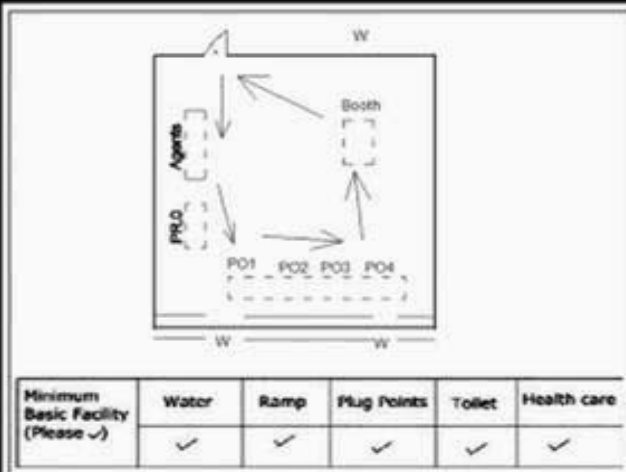 W
Booth
Agents
PR.O
PO1 PO2 PO3 PO4
W W
Minimum Basic Facility (Please ✓) Water Ramp Plug Points Toilet Health care
✓ ✓ ✓ ✓ ✓